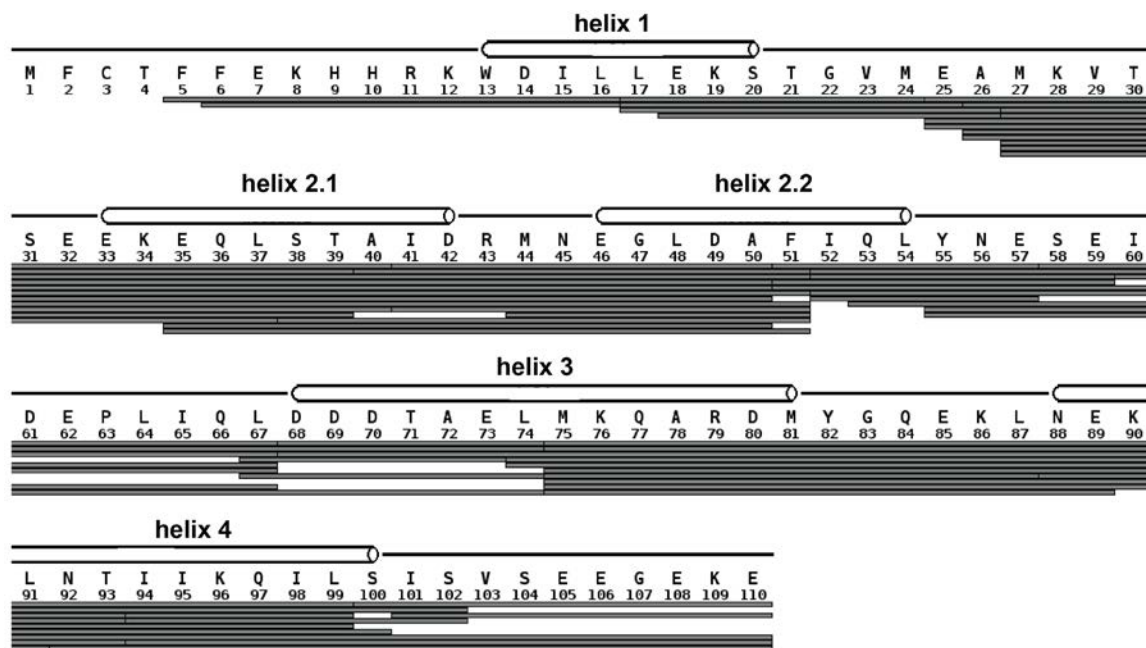 helix 1
M F C T F F E K H H R K W D I L L E K S T G V M E A M K V T
1 2 3 4 5 6 7 8 9 10 11 12 13 14 15 16 17 18 19 20 21 22 23 24 25 26 27 28 29 30
helix 2.1 helix 2.2
S E E K E Q L S T A I D R M N E G L D A F I Q L Y N E S E I
31 32 33 34 35 36 37 38 39 40 41 42 43 44 45 46 47 48 49 50 51 52 53 54 55 56 57 58 59 60
helix 3
D E P L I Q L D D D T A E L M K Q A R D M Y G Q E K L N E K
61 62 63 64 65 66 67 68 69 70 71 72 73 74 75 76 77 78 79 80 81 82 83 84 85 86 87 88 89 90
helix 4
L N T I I K Q I L S I S V S E E G E K E
91 92 93 94 95 96 97 98 99 100 101 102 103 104 105 106 107 108 109 110